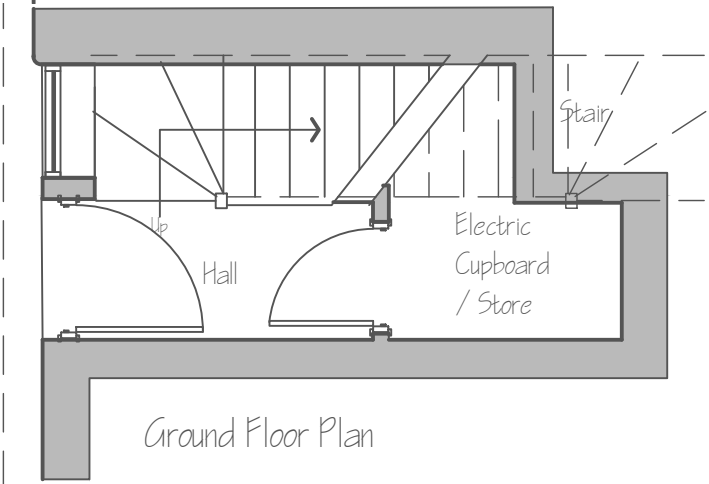 Stair
Up
Electric
Cupboard
/ Store
Hall
Ground Floor Plan